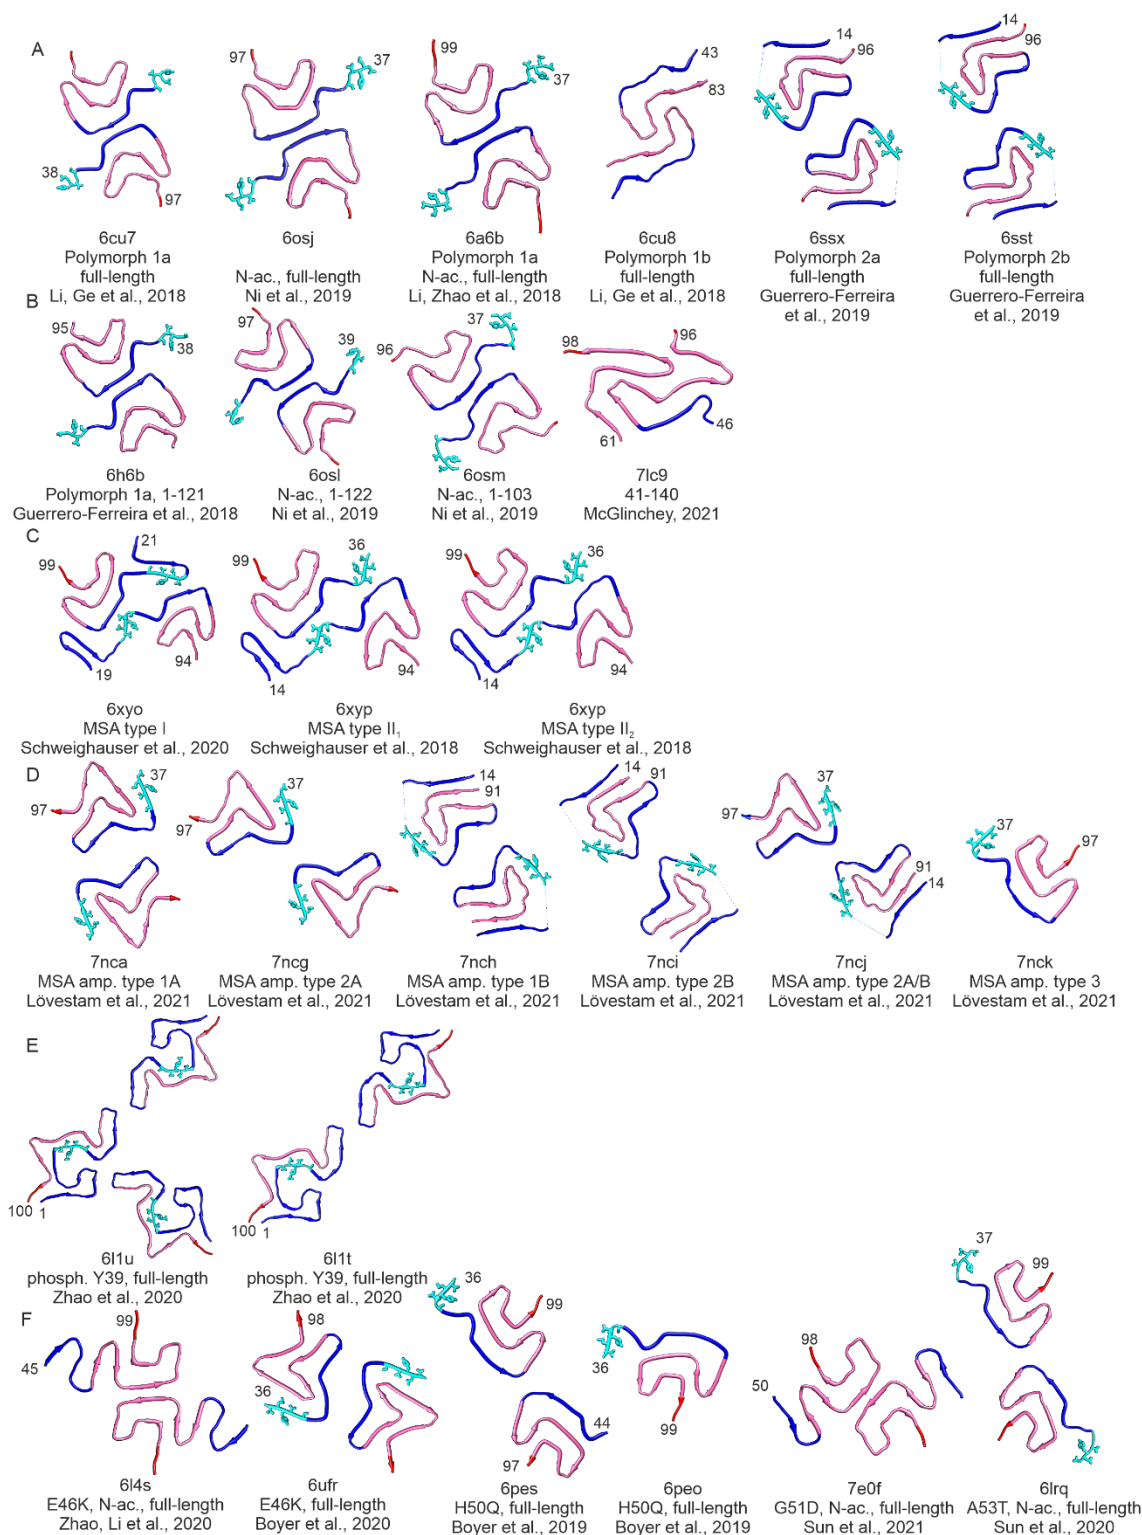 A
97
37
38
97
97
37
99
37
43
83
14
96
14
96
6cu7
Polymorph 1a
full-length
Li, Ge et al., 2018
6osj
N-ac., full-length
Ni et al., 2019
6a6b
Polymorph 1a
N-ac., full-length
Li, Zhao et al., 2018
6cu8
Polymorph 1b
full-length
Li, Ge et al., 2018
6ssx
Polymorph 2a
full-length
Guerrero-Ferreira
et al., 2019
6sst
Polymorph 2b
full-length
Guerrero-Ferreira
et al., 2019
B
95
38
97
39
37
96
98
96
61
46
6h6b
Polymorph 1a, 1-121
Guerrero-Ferreira et al., 2018
6osl
N-ac., 1-122
Ni et al., 2019
6osm
N-ac., 1-103
Ni et al., 2019
7lc9
41-140
McGlinchey, 2021
C
21
99
19
94
99
36
14
94
99
36
14
94
6xyo
MSA type I
Schweighauser et al., 2020
6xyp
MSA type II₁
Schweighauser et al., 2018
6xyp
MSA type II₂
Schweighauser et al., 2018
D
37
97
37
97
14
91
14
91
37
97
91
14
37
97
7nca
MSA amp. type 1A
Lövestam et al., 2021
7ncg
MSA amp. type 2A
Lövestam et al., 2021
7nch
MSA amp. type 1B
Lövestam et al., 2021
7nci
MSA amp. type 2B
Lövestam et al., 2021
7ncj
MSA amp. type 2A/B
Lövestam et al., 2021
7nck
MSA amp. type 3
Lövestam et al., 2021
E
100 1
100 1
6l1u
phosph. Y39, full-length
Zhao et al., 2020
6l1t
phosph. Y39, full-length
Zhao et al., 2020
F
99
45
98
36
36
99
44
97
36
99
98
50
37
99
6l4s
E46K, N-ac., full-length
Zhao, Li et al., 2020
6ufr
E46K, full-length
Boyer et al., 2020
6pes
H50Q, full-length
Boyer et al., 2019
6peo
H50Q, full-length
Boyer et al., 2019
7e0f
G51D, N-ac., full-length
Sun et al., 2021
6lrq
A53T, N-ac., full-length
Sun et al., 2020